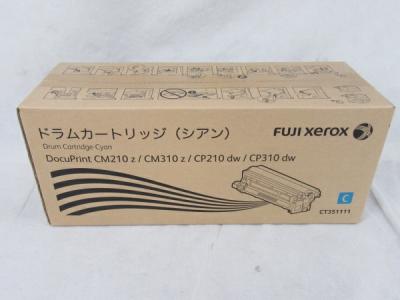 ドラムカートリッジ（シアン）
Drum Cartridge-Cyan
FUJI xerox
DocuPrint CM210 z / CM310 z / CP210 dw / CP310 dw
C
CT351111